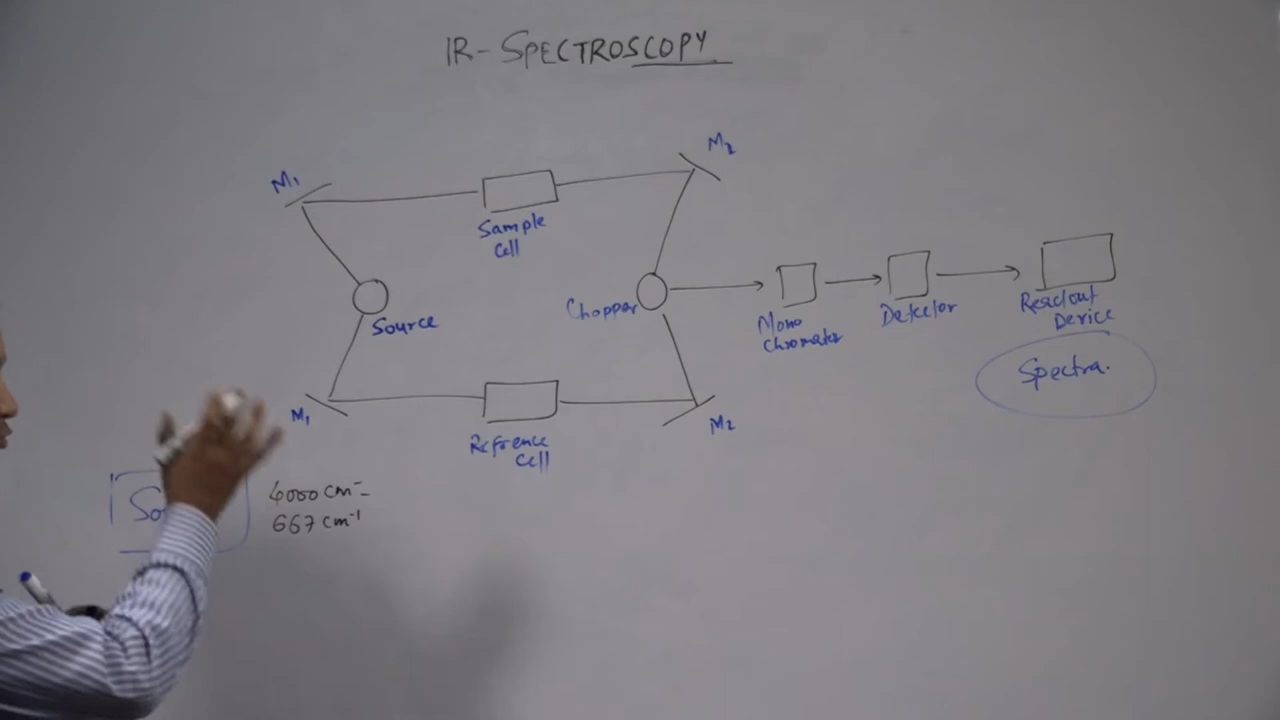 IR-SPECTROSCOPY
M1
M2
Sample
Cell
Source
Chopper
Mono
Chromator
Detector
Readout
Device
Spectra.
M1
M2
Refrence
Cell
4000 cm-
667 cm-1